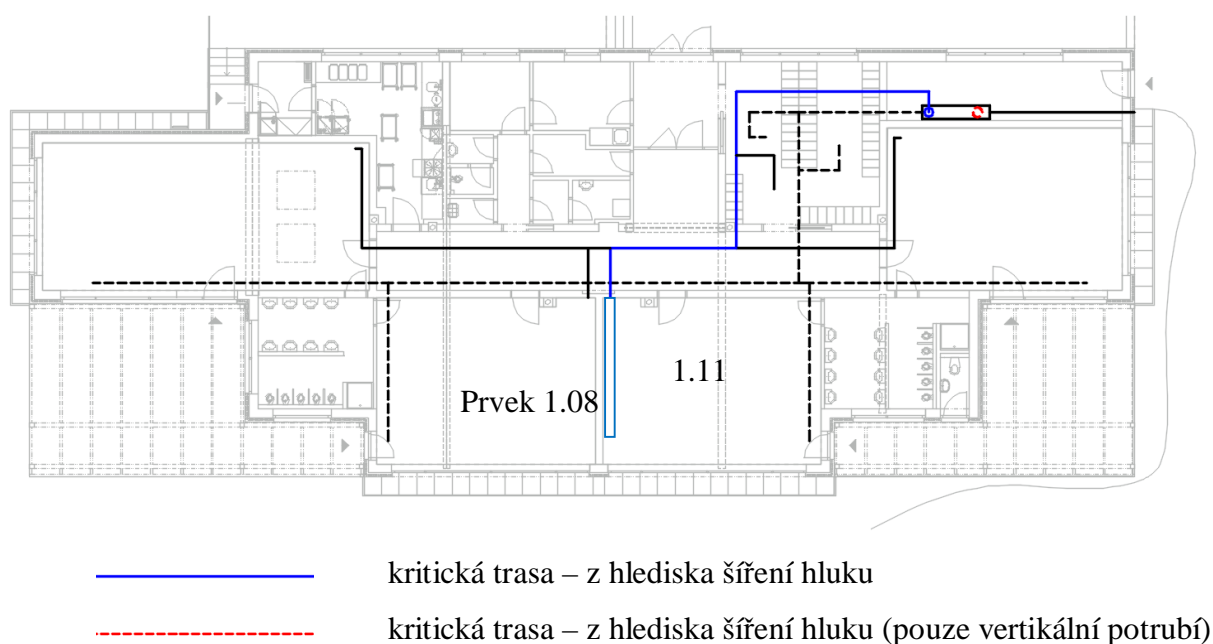 1.11
Prvek 1.08
kritická trasa – z hlediska šíření hluku
kritická trasa – z hlediska šíření hluku (pouze vertikální potrubí)